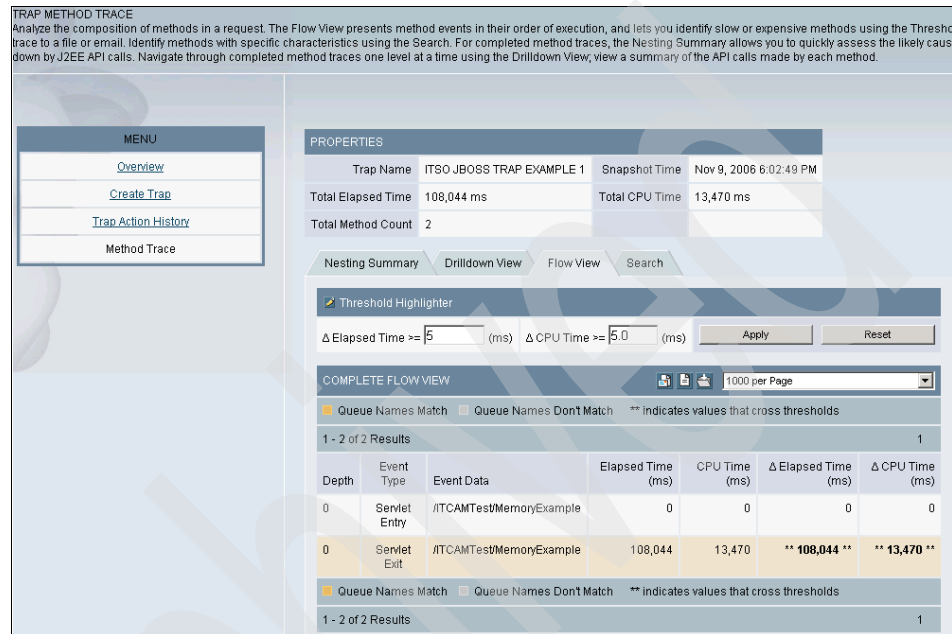 TRAP METHOD TRACE
Analyze the composition of methods in a request. The Flow View presents method events in their order of execution, and lets you identify slow or expensive methods using the Thresho
trace to a file or email. Identify methods with specific characteristics using the Search. For completed method traces, the Nesting Summary allows you to quickly assess the likely caus
down by J2EE API calls. Navigate through completed method traces one level at a time using the Drilldown View; view a summary of the API calls made by each method.
MENU
Overview
Create Trap
Trap Action History
Method Trace
PROPERTIES
Trap Name ITSO JBOSS TRAP EXAMPLE 1 Snapshot Time Nov 9, 2006 6:02:49 PM
Total Elapsed Time 108,044 ms Total CPU Time 13,470 ms
Total Method Count 2
Nesting Summary Drilldown View Flow View Search
Threshold Highlighter
Δ Elapsed Time >= 5 (ms) Δ CPU Time >= 5.0 (ms) Apply Reset
COMPLETE FLOW VIEW 1000 per Page
Queue Names Match Queue Names Don't Match ** indicates values that cross thresholds
1 - 2 of 2 Results 1
Depth Event Type Event Data Elapsed Time (ms) CPU Time (ms) Δ Elapsed Time (ms) Δ CPU Time (ms)
0 Servlet Entry /ITCAMTest/MemoryExample 0 0 0 0
0 Servlet Exit /ITCAMTest/MemoryExample 108,044 13,470 ** 108,044 ** ** 13,470 **
Queue Names Match Queue Names Don't Match ** indicates values that cross thresholds
1 - 2 of 2 Results 1